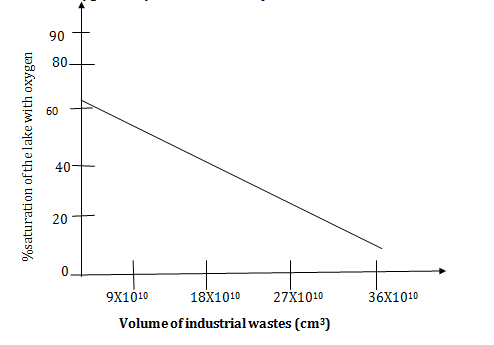 90
80
60
40
20
0
%saturation of the lake with oxygen
9X10¹⁰
18X10¹⁰
27X10¹⁰
36X10¹⁰
Volume of industrial wastes (cm³)